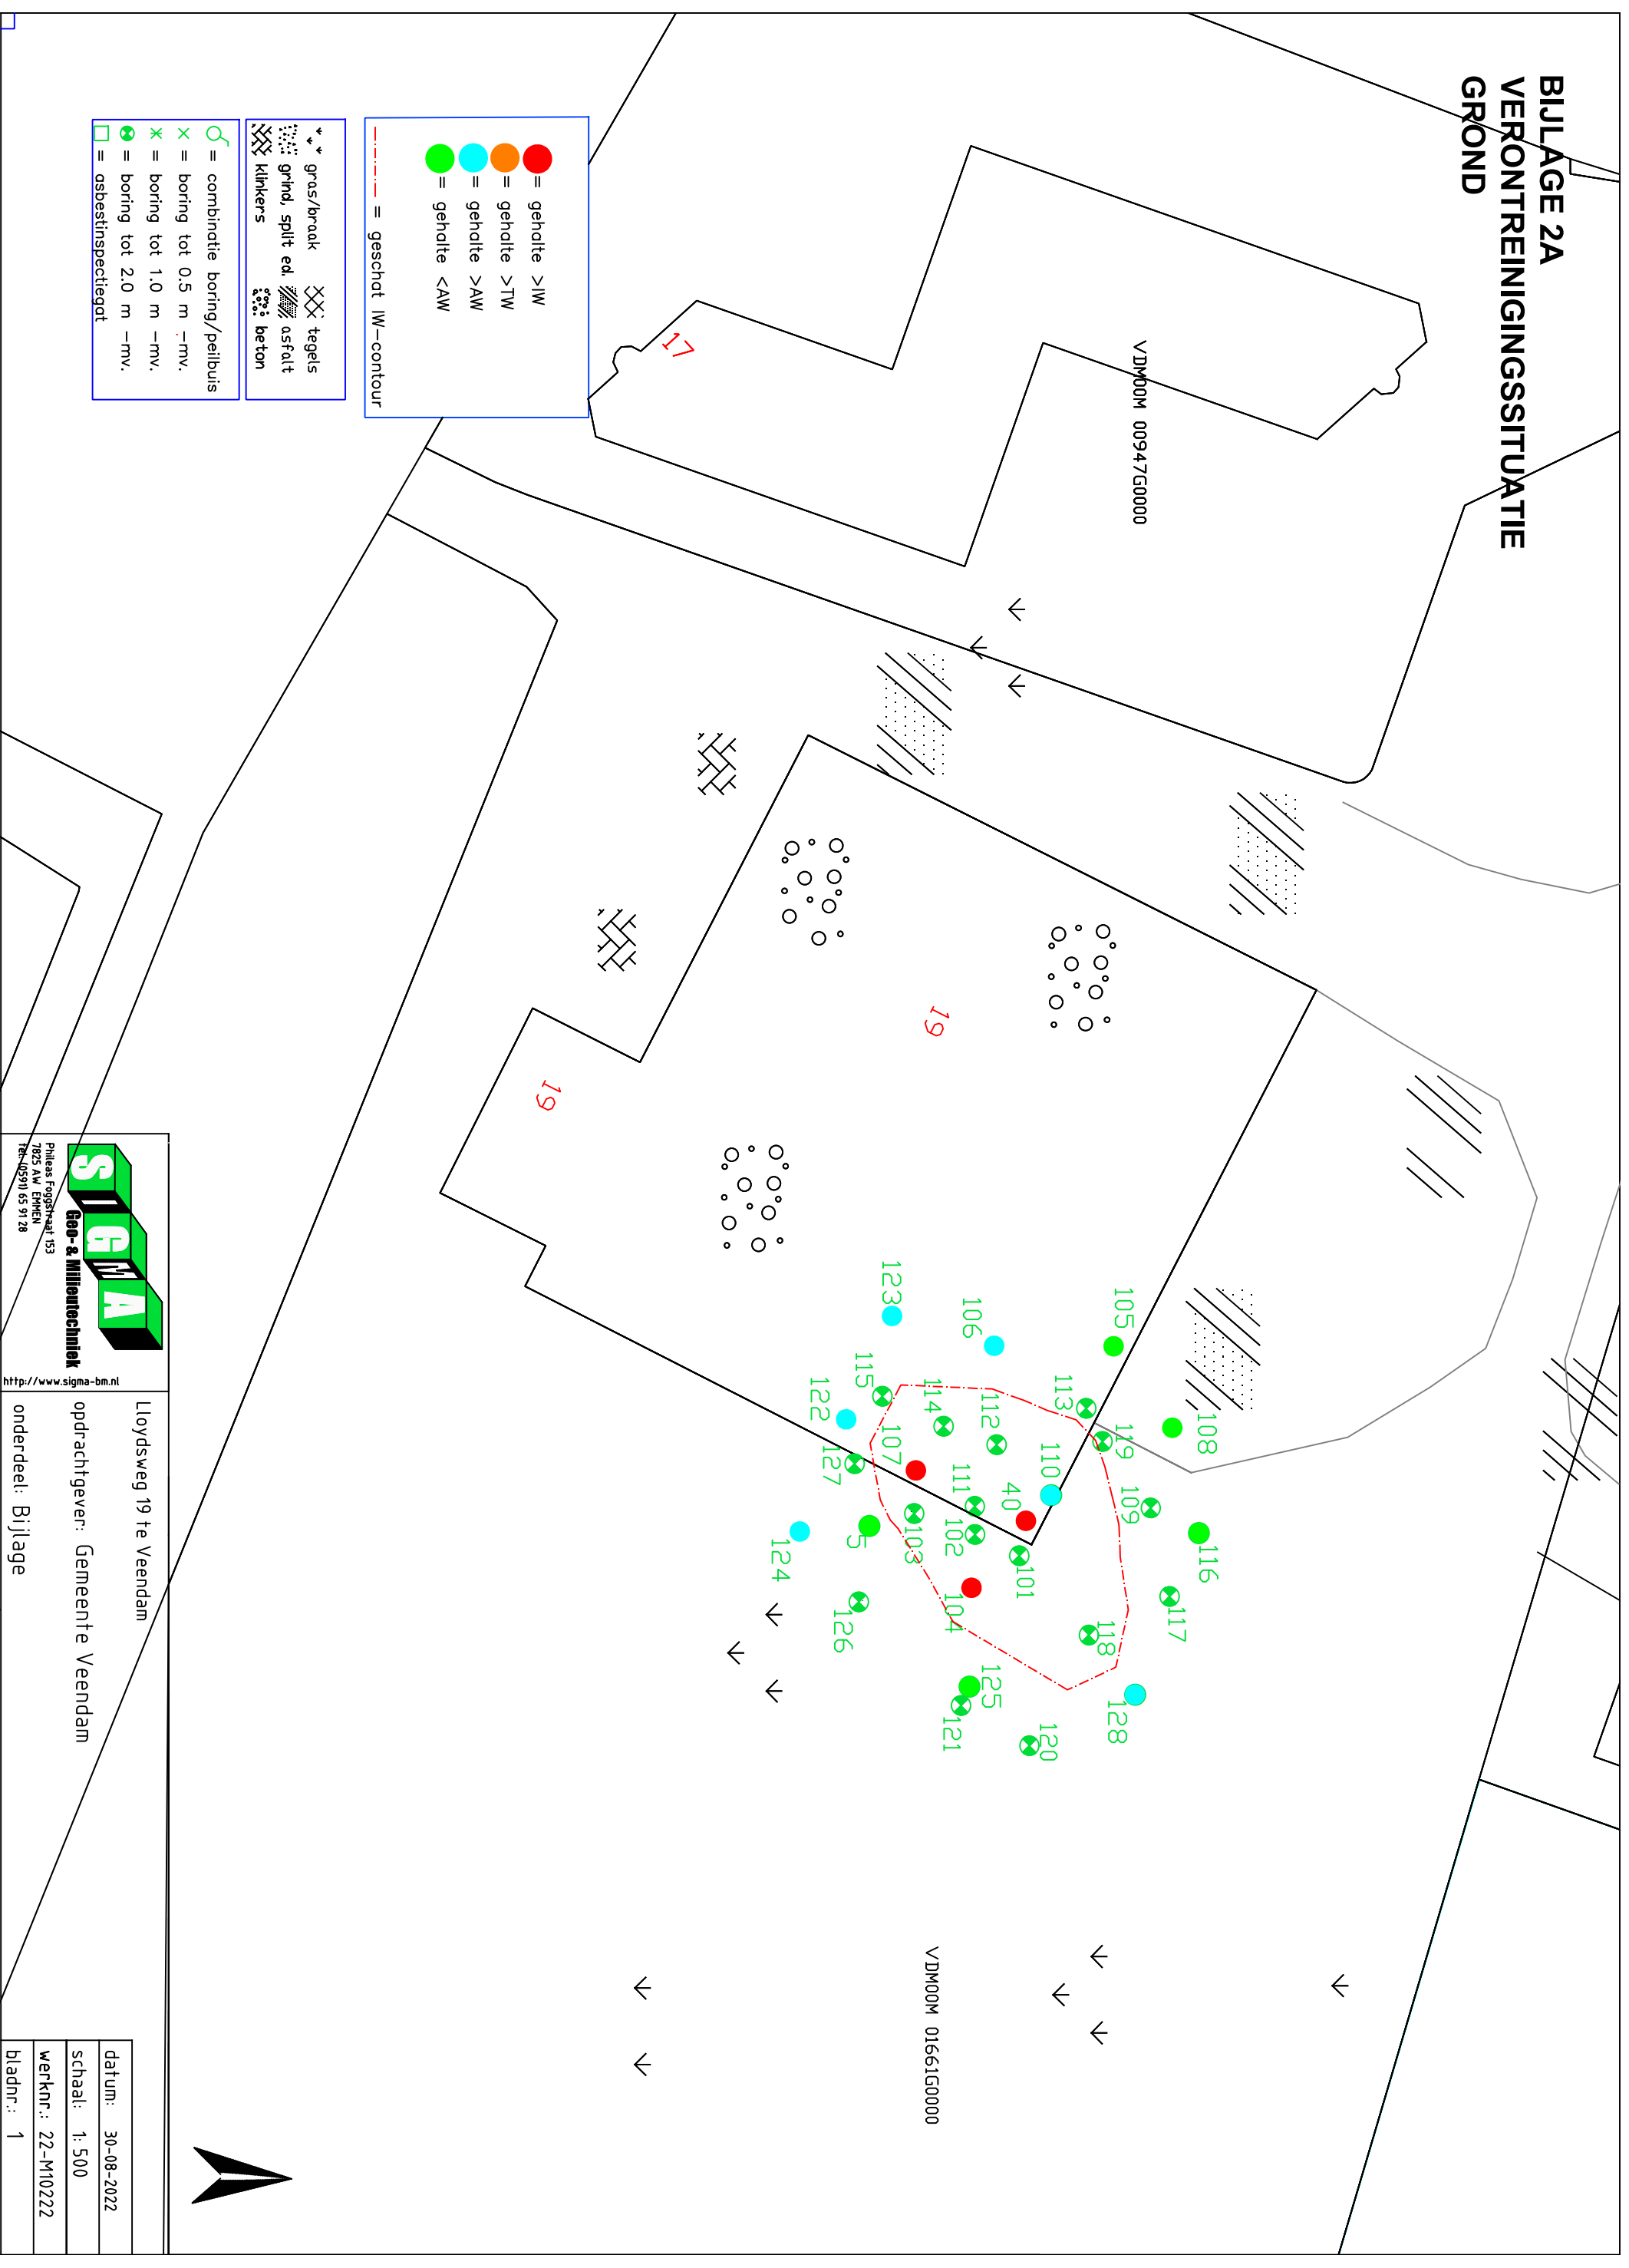 BIJLAGE 2A
VERONTREINIGINGSSITUATIE
GROND
VDM00M 00947G0000
17
= gehalte >IW
= gehalte >TW
= gehalte >AW
= gehalte <AW
= geschat IW-contour
gras/braak
tegels
grind, split ed.
asfalt
klinkers
beton
= combinatie boring/peilbuis
= boring tot 0.5 m -mv.
= boring tot 1.0 m -mv.
= boring tot 2.0 m -mv.
= asbestinspectiegat
19
19
105
108
106
123
113
119
109
116
112
114
115
110
122
107
111
40
127
102
103
101
5
117
124
104
118
126
125
128
121
120
VDM00M 01661G0000
SIGMA
Geo- & Milieutechniek
Phileas Foggstraat 153
7825 AW EMMEN
tel. (0591) 65 91 28
http://www.sigma-bm.nl
Lloydsweg 19 te Veendam
opdrachtgever: Gemeente Veendam
onderdeel: Bijlage
datum: 30-08-2022
schaal: 1: 500
werknr.: 22-M10222
bladnr.: 1